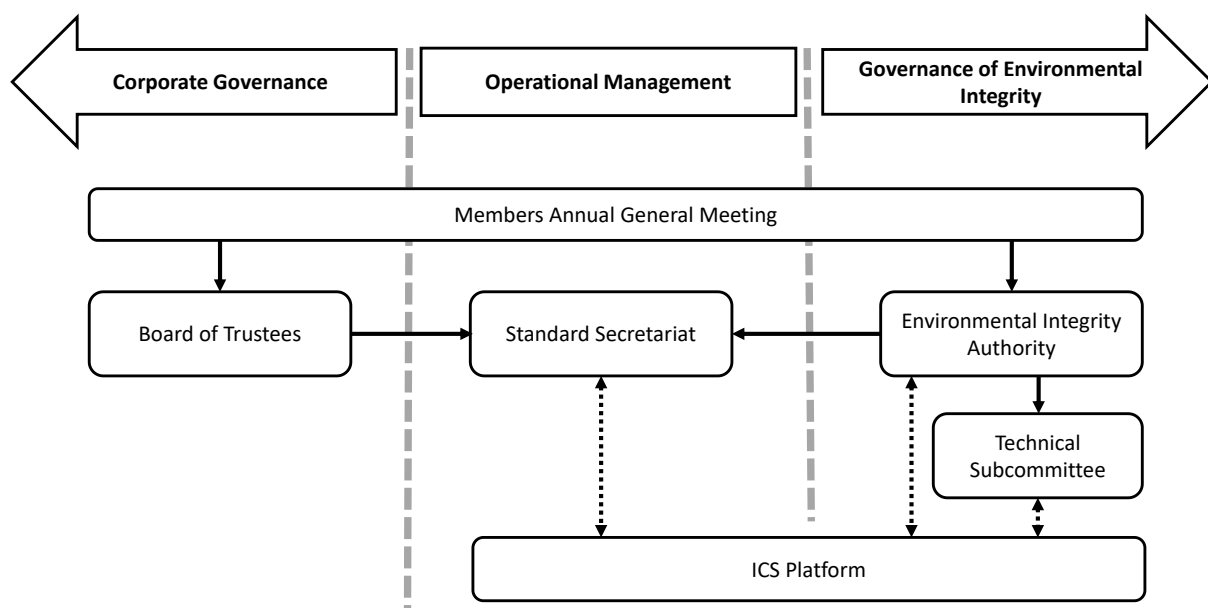 Corporate Governance
Operational Management
Governance of Environmental
Integrity
Members Annual General Meeting
Board of Trustees
Standard Secretariat
Environmental Integrity
Authority
Technical
Subcommittee
ICS Platform